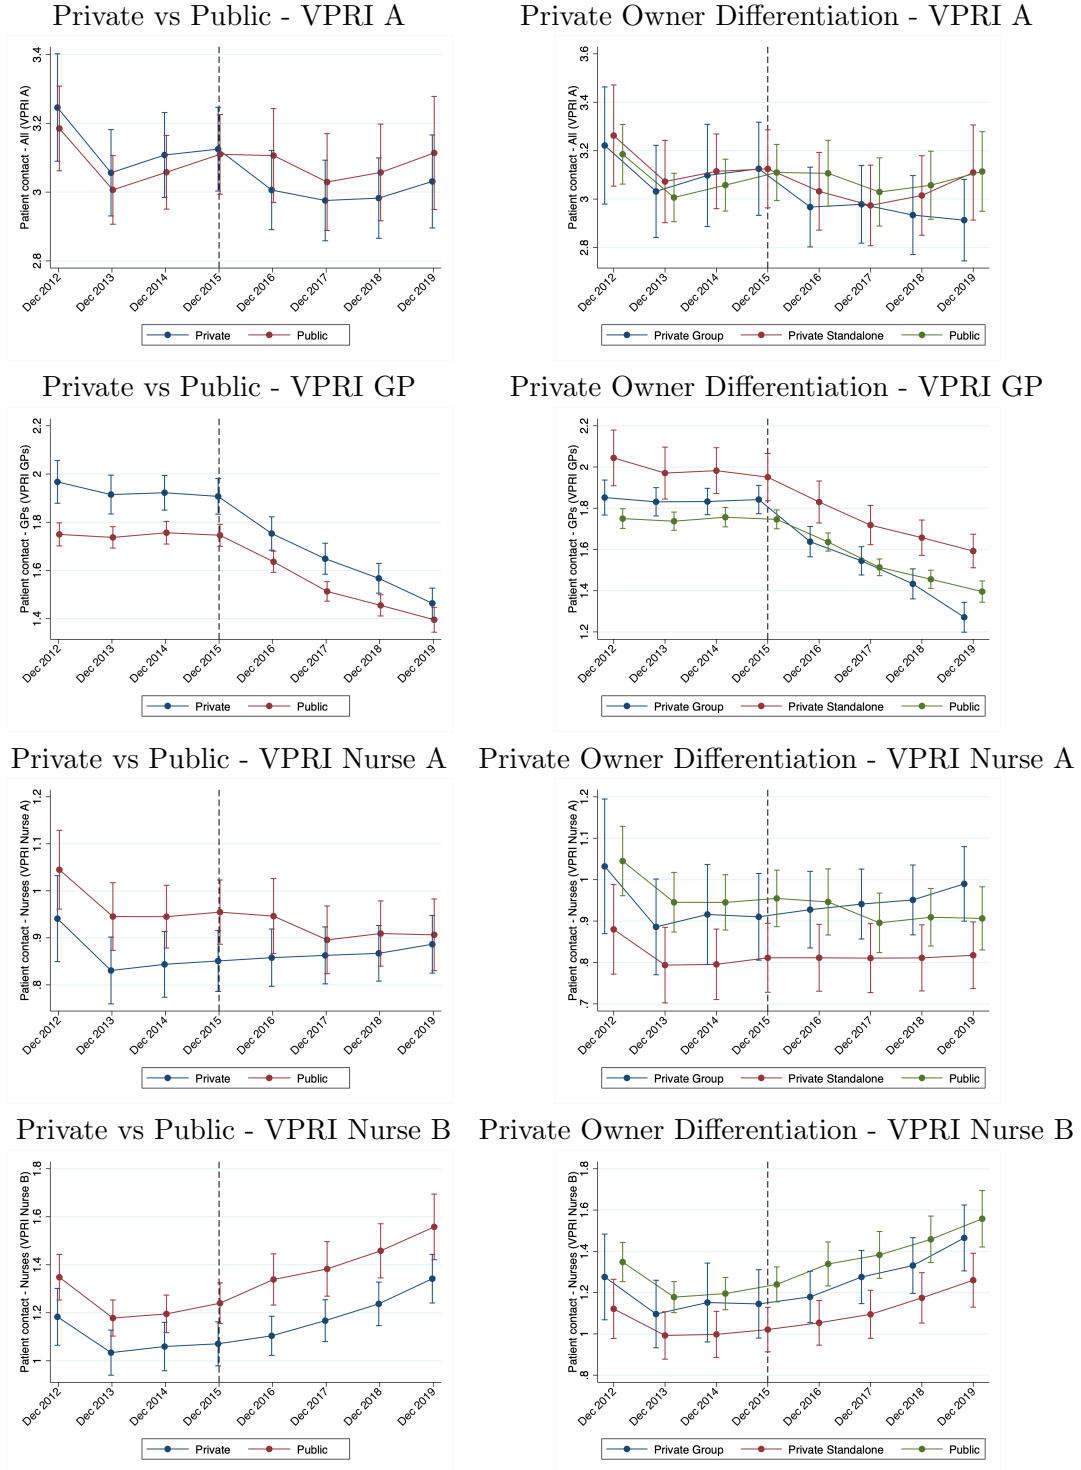 Private vs Public - VPRI A
Patient contact - All (VPRI A)
3.4
3.2
3
2.8
Dec 2012
Dec 2013
Dec 2014
Dec 2015
Dec 2016
Dec 2017
Dec 2018
Dec 2019
Private
Public
Private Owner Differentiation - VPRI A
Patient contact - All (VPRI A)
3.6
3.4
3.2
3
2.8
Dec 2012
Dec 2013
Dec 2014
Dec 2015
Dec 2016
Dec 2017
Dec 2018
Dec 2019
Private Group
Private Standalone
Public
Private vs Public - VPRI GP
Patient contact - GPs (VPRI GPs)
2.2
2
1.8
1.6
1.4
Dec 2012
Dec 2013
Dec 2014
Dec 2015
Dec 2016
Dec 2017
Dec 2018
Dec 2019
Private
Public
Private Owner Differentiation - VPRI GP
Patient contact - GPs (VPRI GPs)
2.2
2
1.8
1.6
1.4
1.2
Dec 2012
Dec 2013
Dec 2014
Dec 2015
Dec 2016
Dec 2017
Dec 2018
Dec 2019
Private Group
Private Standalone
Public
Private vs Public - VPRI Nurse A
Patient contact - Nurses (VPRI Nurse A)
1.2
1.1
1
.9
.8
Dec 2012
Dec 2013
Dec 2014
Dec 2015
Dec 2016
Dec 2017
Dec 2018
Dec 2019
Private
Public
Private Owner Differentiation - VPRI Nurse A
Patient contact - Nurses (VPRI Nurse A)
1.2
1.1
1
.9
.8
.7
Dec 2012
Dec 2013
Dec 2014
Dec 2015
Dec 2016
Dec 2017
Dec 2018
Dec 2019
Private Group
Private Standalone
Public
Private vs Public - VPRI Nurse B
Patient contact - Nurses (VPRI Nurse B)
1.8
1.6
1.4
1.2
1
Dec 2012
Dec 2013
Dec 2014
Dec 2015
Dec 2016
Dec 2017
Dec 2018
Dec 2019
Private
Public
Private Owner Differentiation - VPRI Nurse B
Patient contact - Nurses (VPRI Nurse B)
1.8
1.6
1.4
1.2
1
.8
Dec 2012
Dec 2013
Dec 2014
Dec 2015
Dec 2016
Dec 2017
Dec 2018
Dec 2019
Private Group
Private Standalone
Public